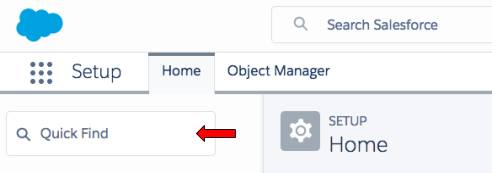 Search Salesforce
Setup Home Object Manager
Quick Find
SETUP
Home